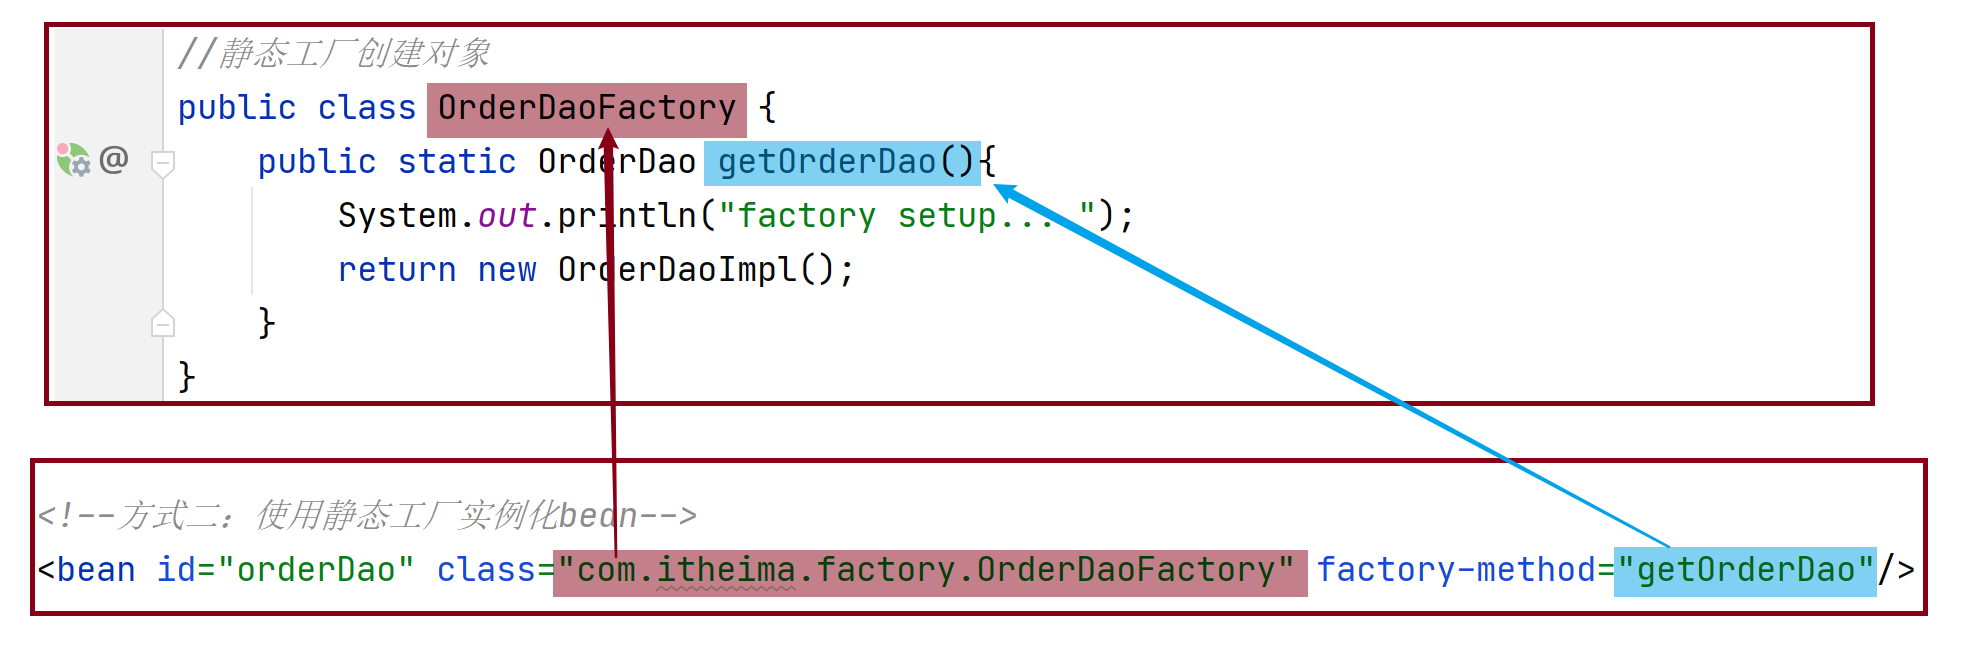 //静态工厂创建对象
public class OrderDaoFactory {
@ public static OrderDao getOrderDao(){
System.out.println("factory setup....");
return new OrderDaoImpl();
}
}
<!--方式二：使用静态工厂实例化bean-->
<bean id="orderDao" class="com.itheima.factory.OrderDaoFactory" factory-method="getOrderDao"/>